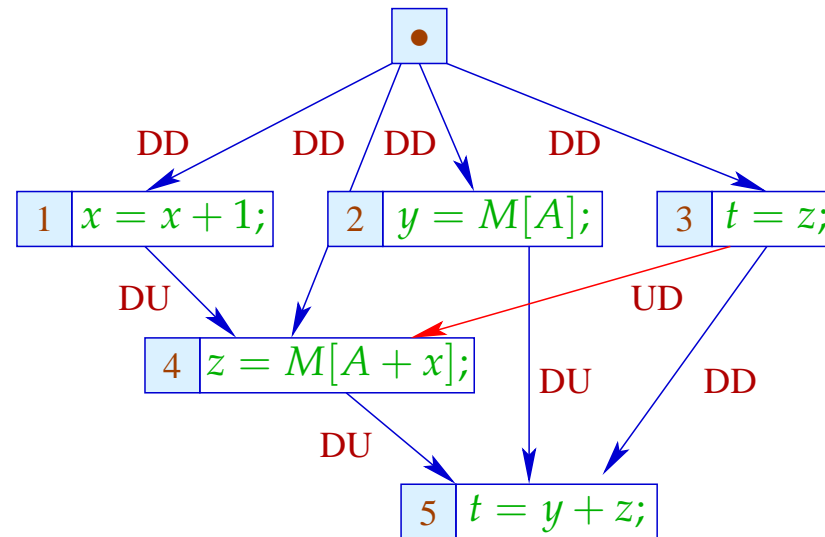 DD DD DD DD
1 x = x + 1; 2 y = M[A]; 3 t = z;
DU UD
4 z = M[A + x];
DU DD
DU
5 t = y + z;